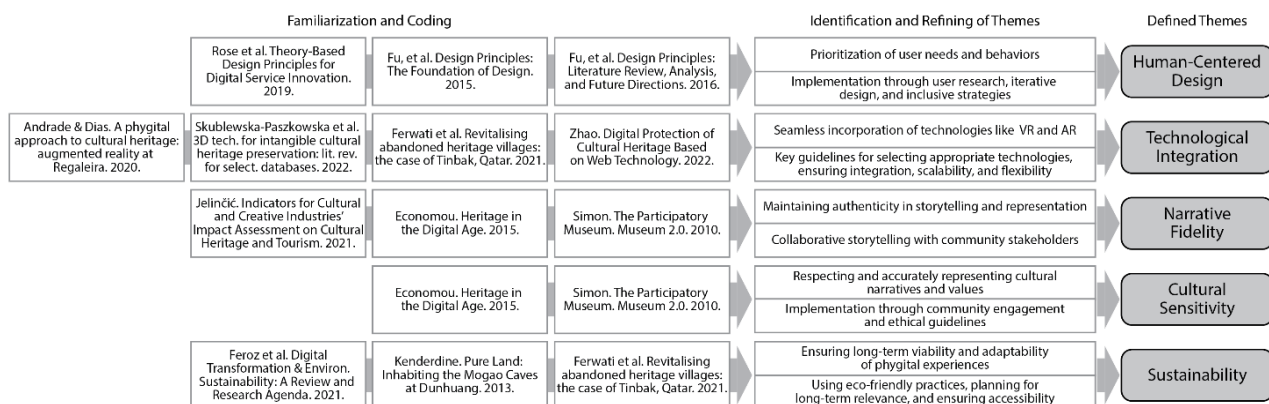 Familiarization and Coding
Identification and Refining of Themes
Defined Themes
Rose et al. Theory-Based
Design Principles for
Digital Service Innovation.
2019.
Fu, et al. Design Principles:
The Foundation of Design.
2015.
Fu, et al. Design Principles:
Literature Review, Analysis,
and Future Directions. 2016.
Prioritization of user needs and behaviors
Implementation through user research, iterative
design, and inclusive strategies
Human-Centered
Design
Andrade & Dias. A phygital
approach to cultural heritage:
augmented reality at
Regaleira. 2020.
Skublewska-Paszkowska et al.
3D tech. for intangible cultural
heritage preservation: lit. rev.
for select. databases. 2022.
Ferwati et al. Revitalising
abandoned heritage villages:
the case of Tinbak, Qatar. 2021.
Zhao. Digital Protection of
Cultural Heritage Based
on Web Technology. 2022.
Seamless incorporation of technologies like VR and AR
Key guidelines for selecting appropriate technologies,
ensuring integration, scalability, and flexibility
Technological
Integration
Jelinčić. Indicators for Cultural
and Creative Industries'
Impact Assessment on Cultural
Heritage and Tourism. 2021.
Economou. Heritage in
the Digital Age. 2015.
Simon. The Participatory
Museum. Museum 2.0. 2010.
Maintaining authenticity in storytelling and representation
Collaborative storytelling with community stakeholders
Narrative
Fidelity
Economou. Heritage in
the Digital Age. 2015.
Simon. The Participatory
Museum. Museum 2.0. 2010.
Respecting and accurately representing cultural
narratives and values
Implementation through community engagement
and ethical guidelines
Cultural
Sensitivity
Feroz et al. Digital
Transformation & Environ.
Sustainability: A Review and
Research Agenda. 2021.
Kenderdine. Pure Land:
Inhabiting the Mogao Caves
at Dunhuang. 2013.
Ferwati et al. Revitalising
abandoned heritage villages:
the case of Tinbak, Qatar. 2021.
Ensuring long-term viability and adaptability
of phygital experiences
Using eco-friendly practices, planning for
long-term relevance, and ensuring accessibility
Sustainability